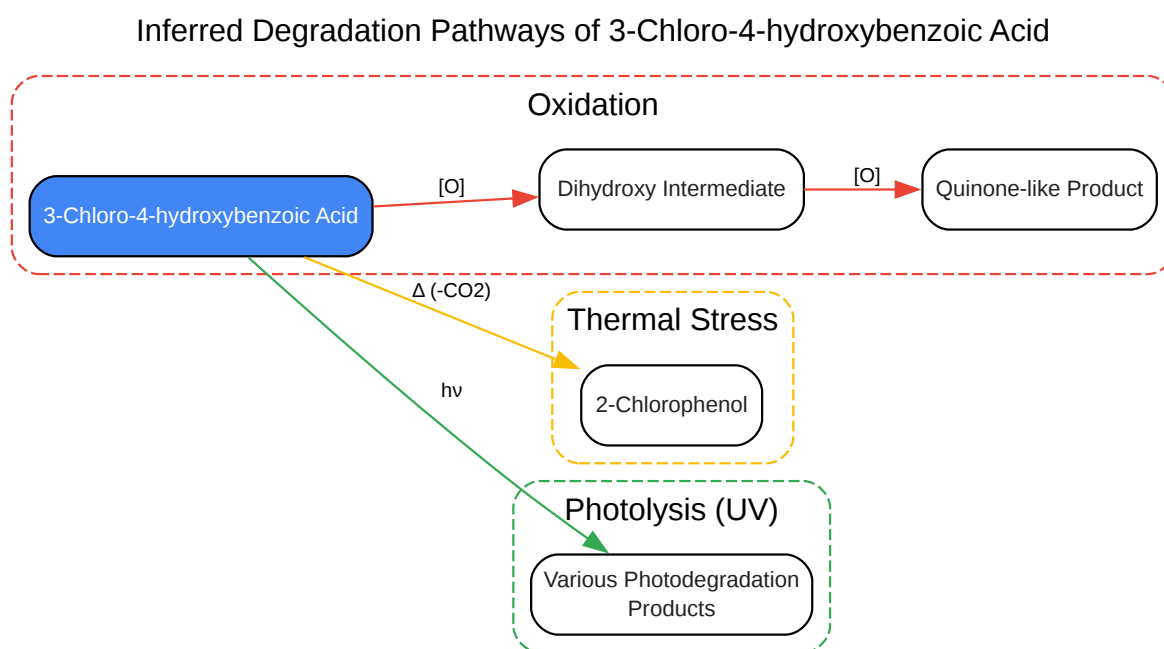 Inferred Degradation Pathways of 3-Chloro-4-hydroxybenzoic Acid
Oxidation
3-Chloro-4-hydroxybenzoic Acid
[O]
Dihydroxy Intermediate
[O]
Quinone-like Product
Δ (-CO2)
Thermal Stress
2-Chlorophenol
hν
Photolysis (UV)
Various Photodegradation
Products